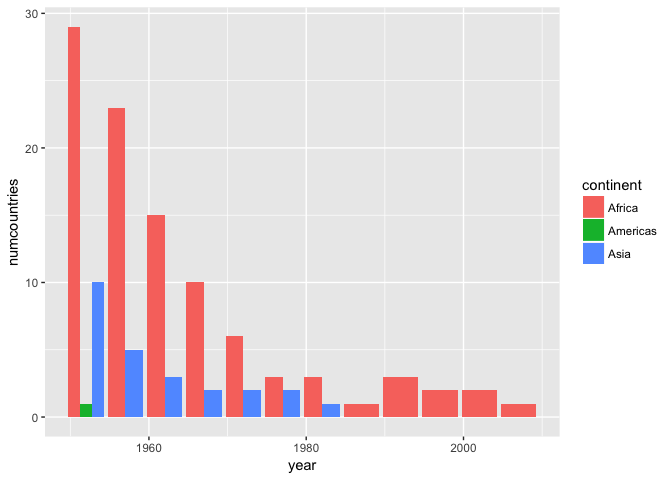 30
20
10
0
numcountries
1960 1980 2000
year
continent
Africa
Americas
Asia